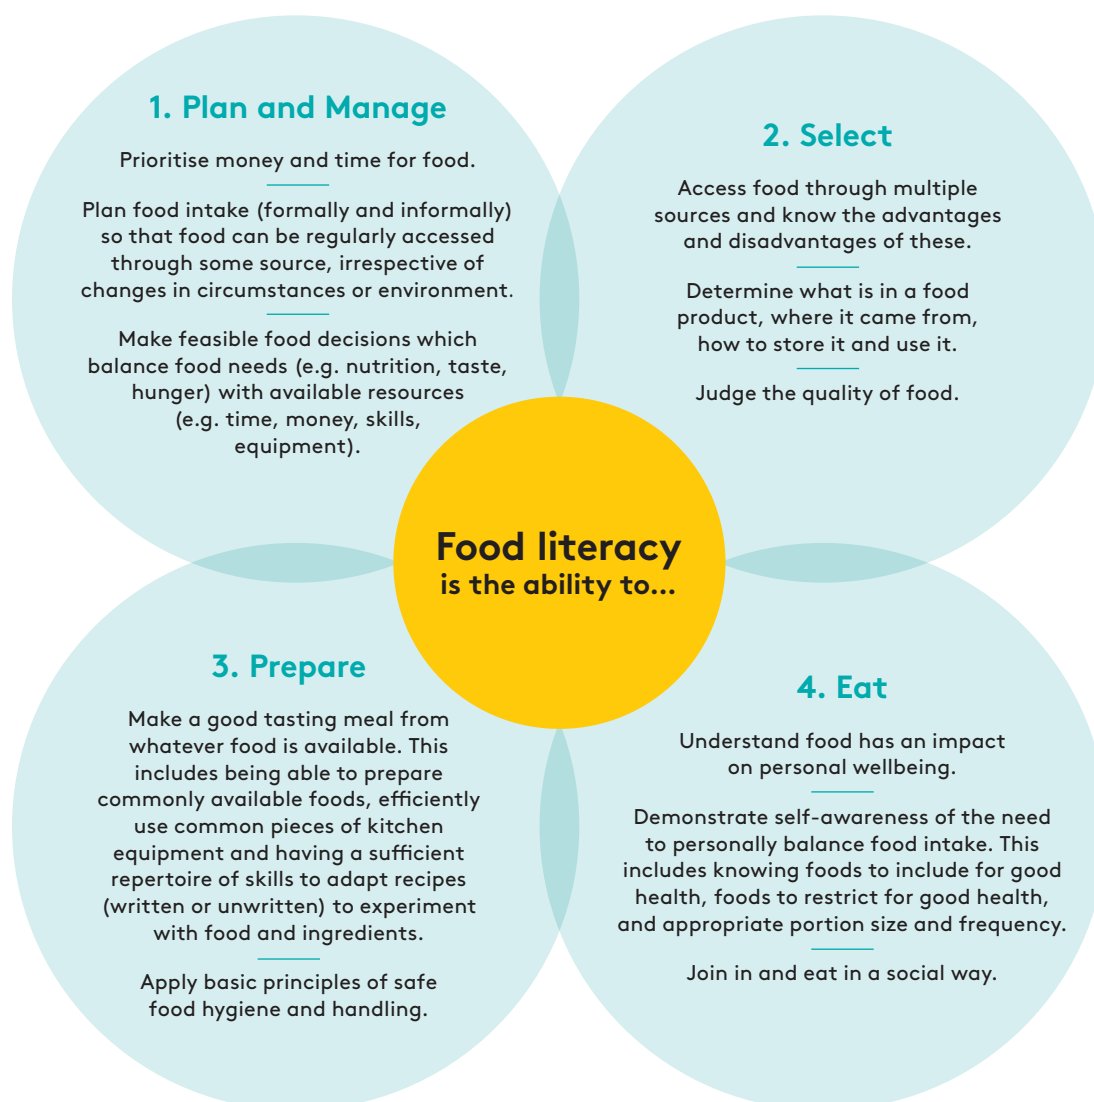 1. Plan and Manage
Prioritise money and time for food.
Plan food intake (formally and informally)
so that food can be regularly accessed
through some source, irrespective of
changes in circumstances or environment.
Make feasible food decisions which
balance food needs (e.g. nutrition, taste,
hunger) with available resources
(e.g. time, money, skills,
equipment).
2. Select
Access food through multiple
sources and know the advantages
and disadvantages of these.
Determine what is in a food
product, where it came from,
how to store it and use it.
Judge the quality of food.
Food literacy
is the ability to...
3. Prepare
Make a good tasting meal from
whatever food is available. This
includes being able to prepare
commonly available foods, efficiently
use common pieces of kitchen
equipment and having a sufficient
repertoire of skills to adapt recipes
(written or unwritten) to experiment
with food and ingredients.
Apply basic principles of safe
food hygiene and handling.
4. Eat
Understand food has an impact
on personal wellbeing.
Demonstrate self-awareness of the need
to personally balance food intake. This
includes knowing foods to include for good
health, foods to restrict for good health,
and appropriate portion size and frequency.
Join in and eat in a social way.